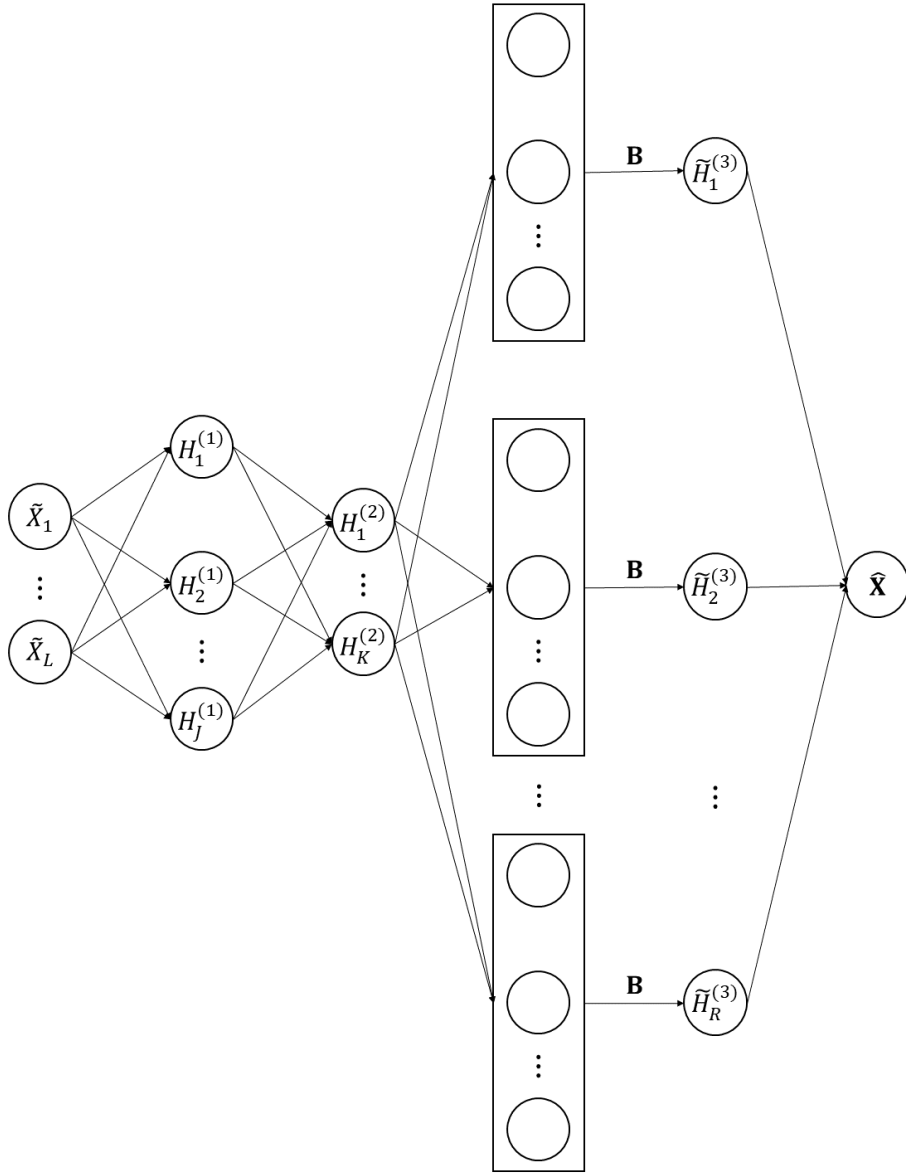 B
H̃₁⁽³⁾
⋮
H₁⁽¹⁾
X̃₁
H₁⁽²⁾
B
H₂⁽¹⁾
H̃₂⁽³⁾
X̂
⋮
⋮
X̃_L
H_K⁽²⁾
⋮
⋮
H_J⁽¹⁾
⋮
⋮
B
H̃_R⁽³⁾
⋮